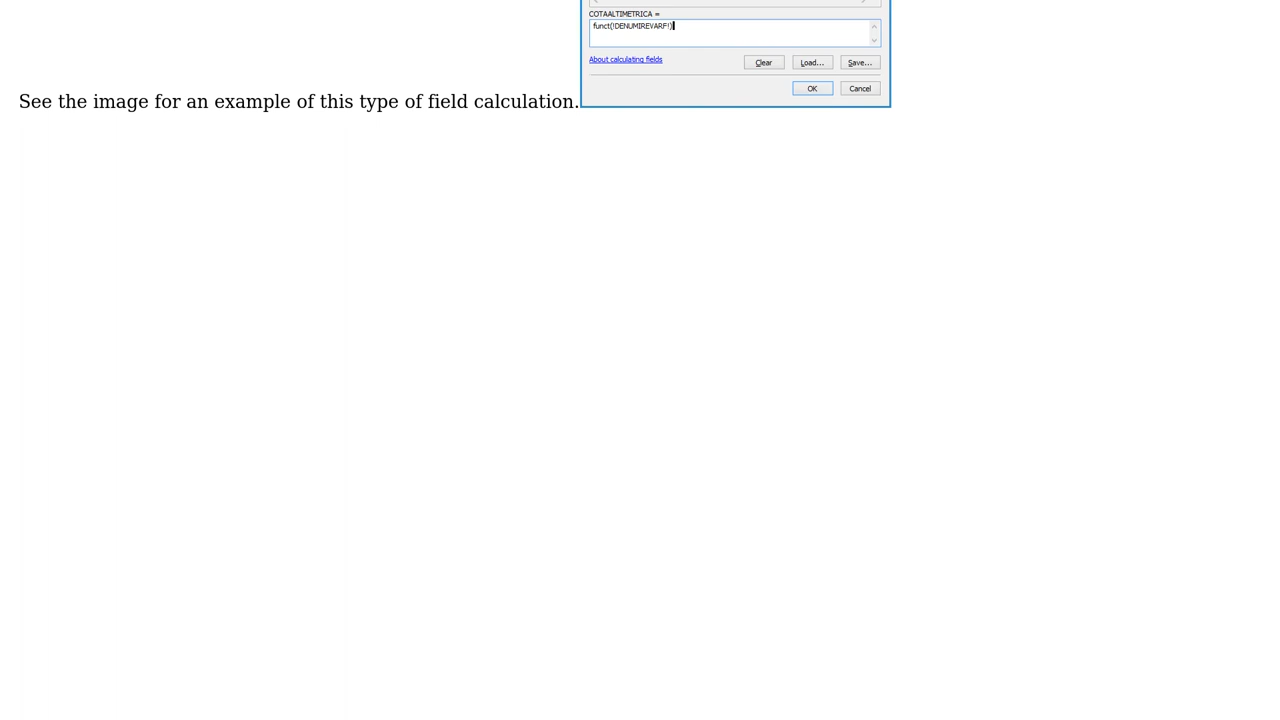 COTAALTIMETRICA =
funct(!DENUMIREVARF!)
About calculating fields
Clear Load... Save...
OK Cancel
See the image for an example of this type of field calculation.